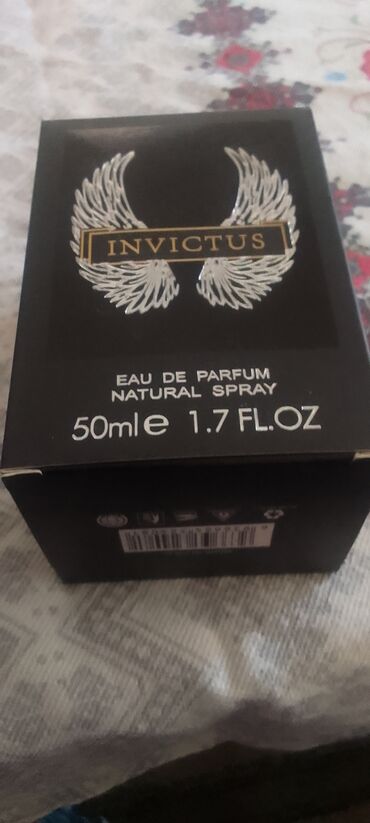 INVICTUS
EAU DE PARFUM
NATURAL SPRAY
50ml e 1.7 FL.OZ